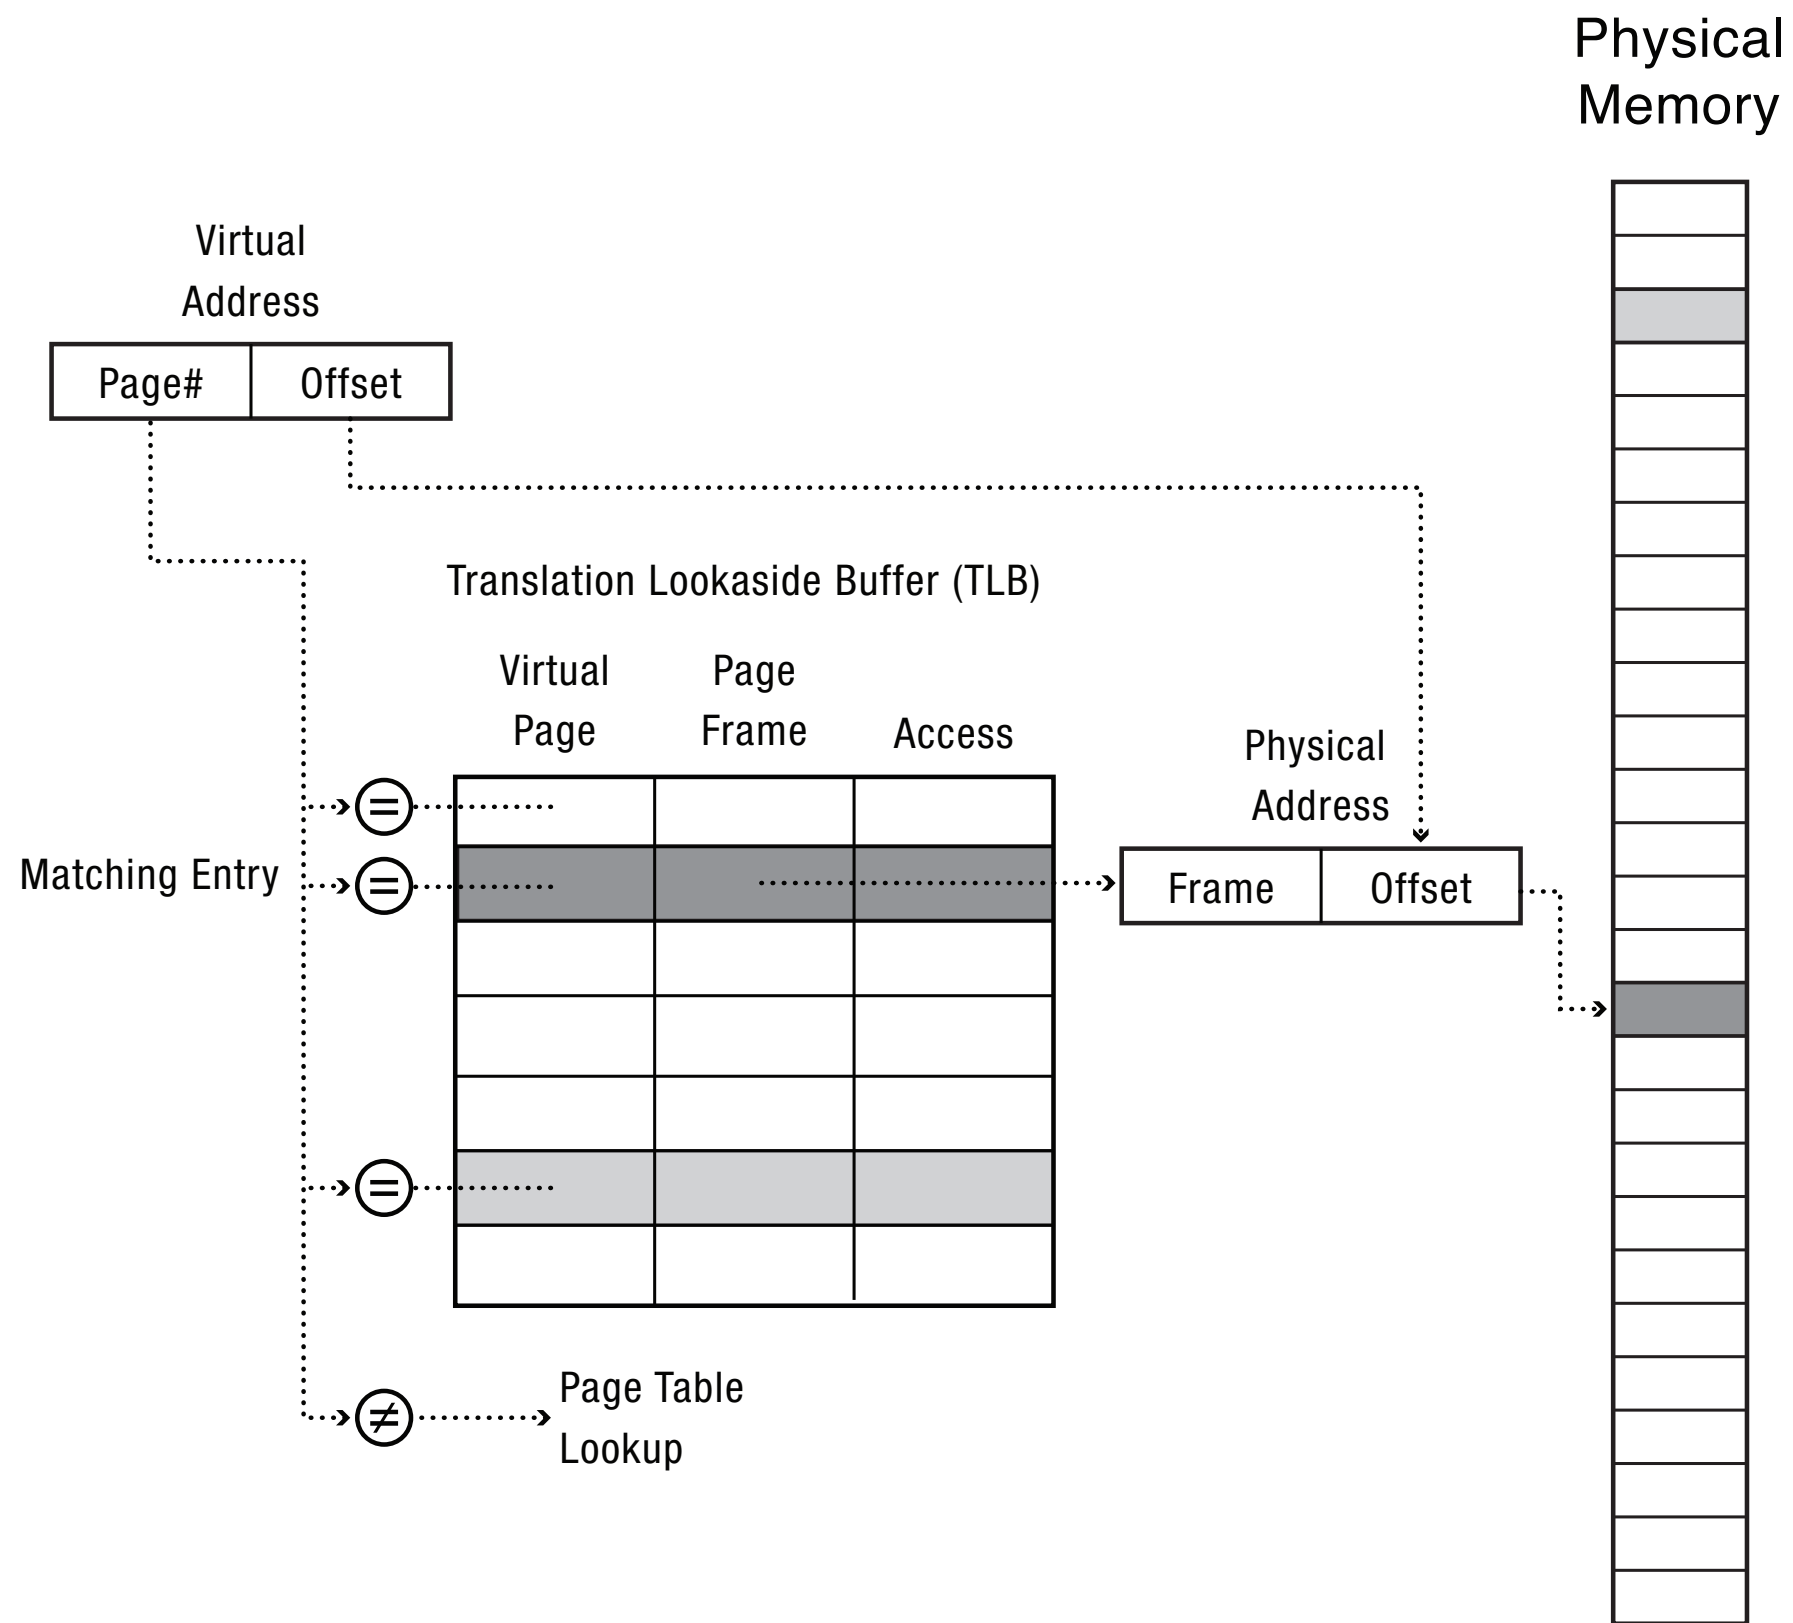 Physical
Memory
Virtual
Address
Page#
Offset
Translation Lookaside Buffer (TLB)
Virtual
Page
Page
Frame
Access
Physical
Address
=
=
Matching Entry
Frame
Offset
=
≠
Page Table
Lookup